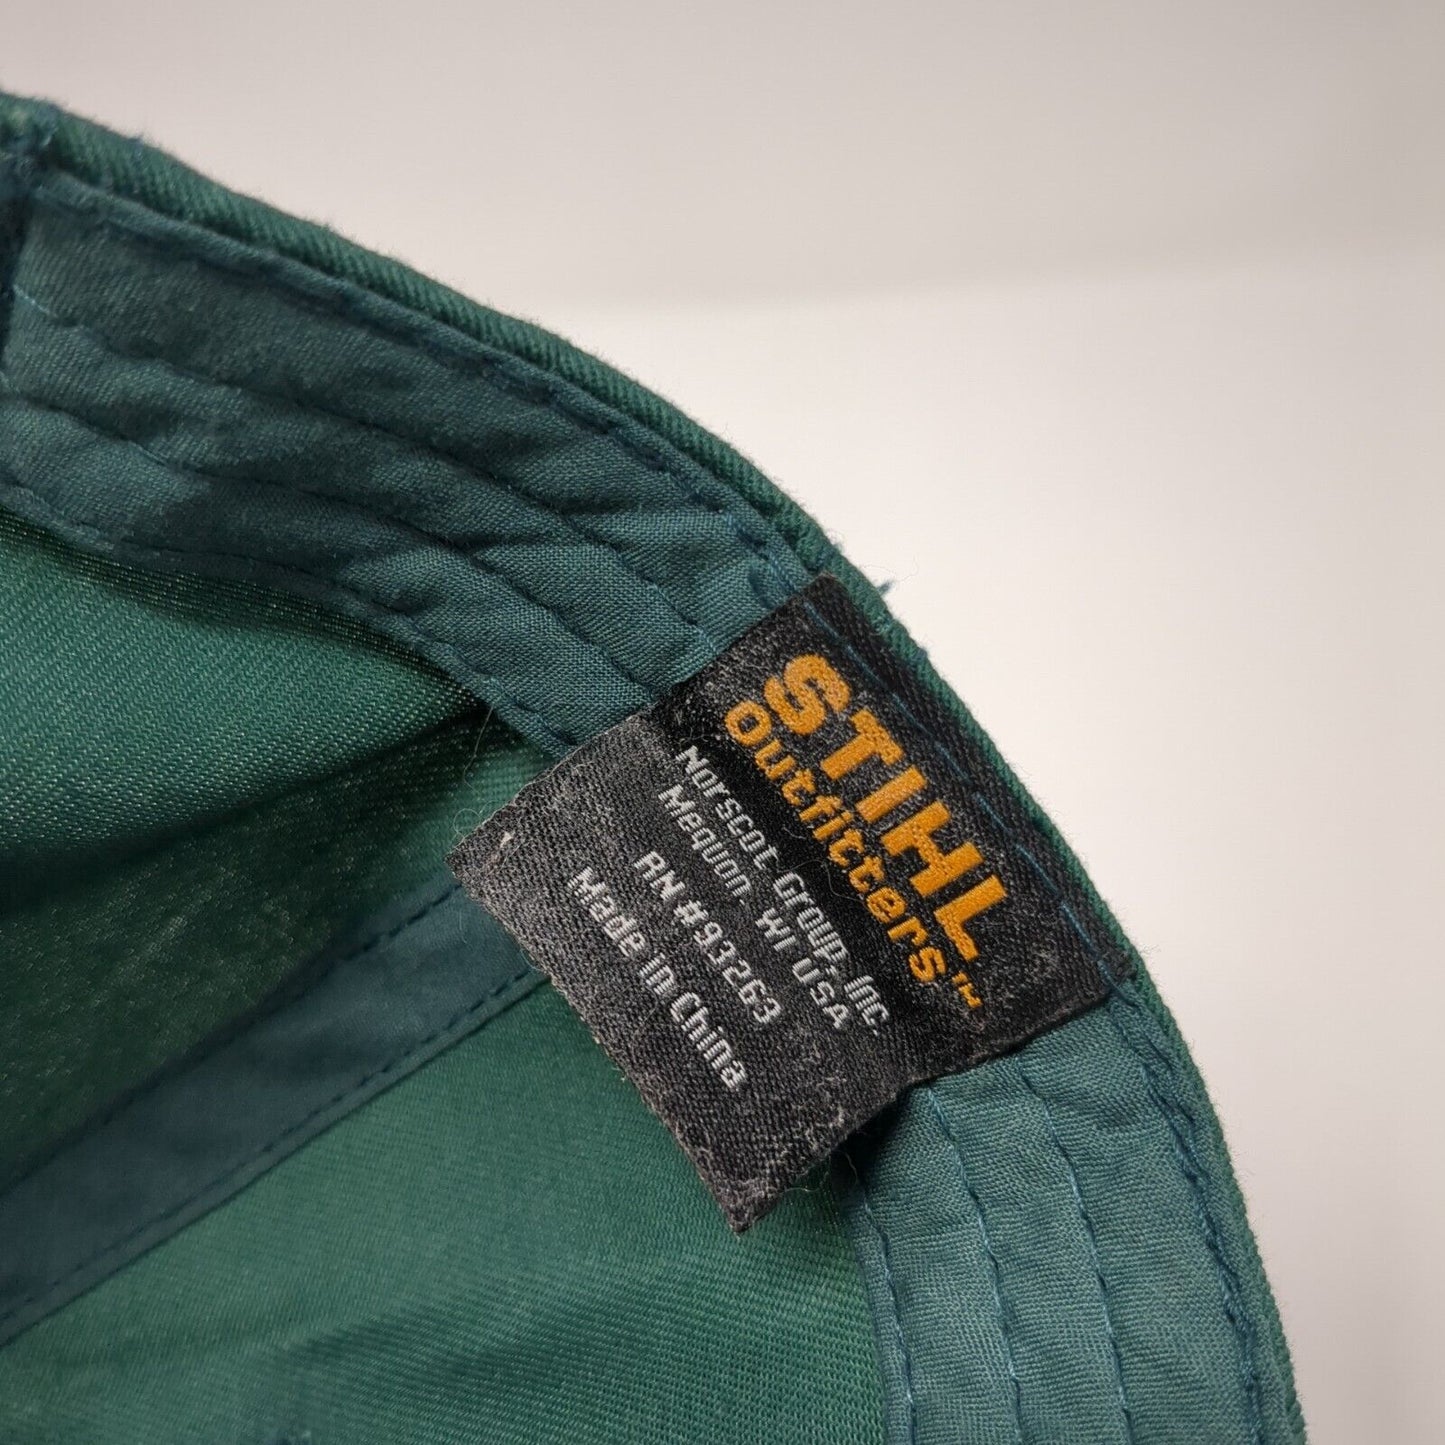 STIHL
Outfitters™
Norscot Group, Inc.
Mequon, WI USA
RN #93263
Made in China